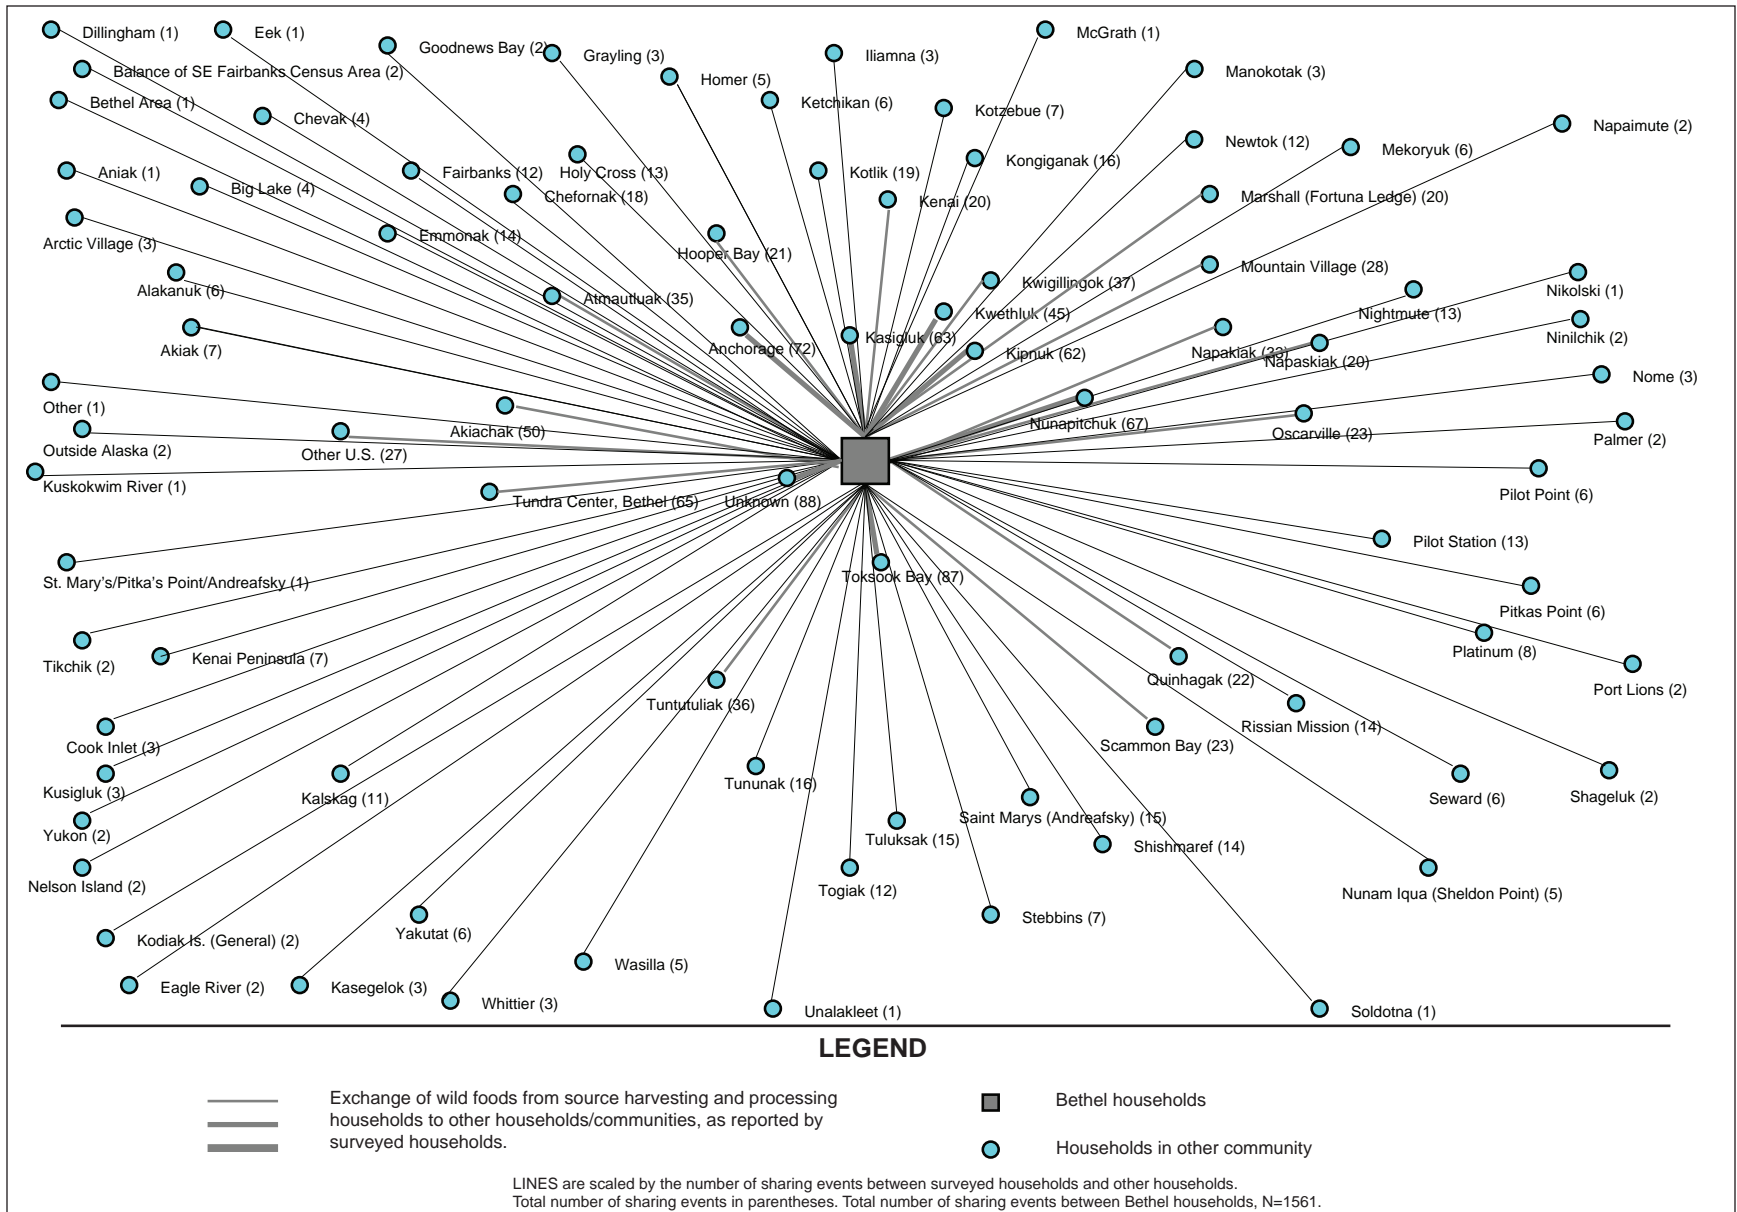 Dillingham (1)
Eek (1)
Goodnews Bay (2)
Grayling (3)
Iliamna (3)
McGrath (1)
Balance of SE Fairbanks Census Area (2)
Homer (5)
Manokotak (3)
Bethel Area (1)
Chevak (4)
Ketchikan (6)
Kotzebue (7)
Napaimute (2)
Newtok (12)
Mekoryuk (6)
Aniak (1)
Fairbanks (12)
Holy Cross (13)
Kotlik (19)
Kongiganak (16)
Big Lake (4)
Chefornak (18)
Kenai (20)
Marshall (Fortuna Ledge) (20)
Arctic Village (3)
Emmonak (14)
Hooper Bay (21)
Mountain Village (28)
Alakanuk (6)
Atmautluak (35)
Kwigillingok (37)
Nikolski (1)
Kwethluk (45)
Nightmute (13)
Akiak (7)
Anchorage (72)
Kasigluk (63)
Kipnuk (62)
Napakiak (33)
Napaskiak (20)
Ninilchik (2)
Nome (3)
Other (1)
Akiachak (50)
Nunapitchuk (67)
Oscarville (23)
Palmer (2)
Outside Alaska (2)
Other U.S. (27)
Kuskokwim River (1)
Tundra Center, Bethel (65)
Unknown (88)
Pilot Point (6)
Pilot Station (13)
St. Mary's/Pitka's Point/Andreafsky (1)
Toksook Bay (87)
Pitkas Point (6)
Tikchik (2)
Kenai Peninsula (7)
Platinum (8)
Quinhagak (22)
Port Lions (2)
Tuntutuliak (36)
Rissian Mission (14)
Cook Inlet (3)
Scammon Bay (23)
Kusigluk (3)
Kalskag (11)
Tununak (16)
Seward (6)
Shageluk (2)
Saint Marys (Andreafsky) (15)
Yukon (2)
Tuluksak (15)
Shishmaref (14)
Nelson Island (2)
Togiak (12)
Nunam Iqua (Sheldon Point) (5)
Kodiak Is. (General) (2)
Yakutat (6)
Stebbins (7)
Wasilla (5)
Eagle River (2)
Kasegelok (3)
Whittier (3)
Unalakleet (1)
Soldotna (1)
LEGEND
Exchange of wild foods from source harvesting and processing
households to other households/communities, as reported by
surveyed households.
Bethel households
Households in other community
LINES are scaled by the number of sharing events between surveyed households and other households.
Total number of sharing events in parentheses. Total number of sharing events between Bethel households, N=1561.